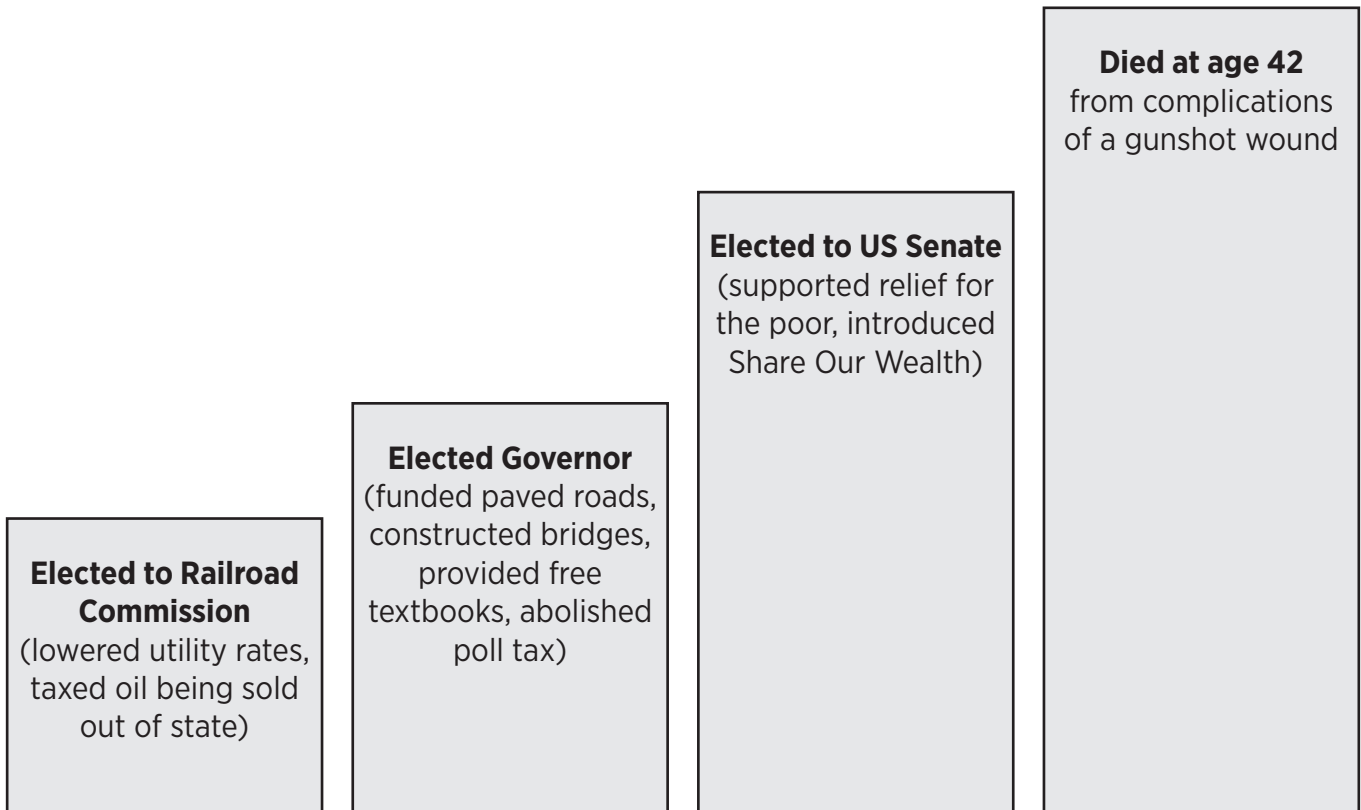 Elected to Railroad
Commission
(lowered utility rates,
taxed oil being sold
out of state)
Elected Governor
(funded paved roads,
constructed bridges,
provided free
textbooks, abolished
poll tax)
Elected to US Senate
(supported relief for
the poor, introduced
Share Our Wealth)
Died at age 42
from complications
of a gunshot wound